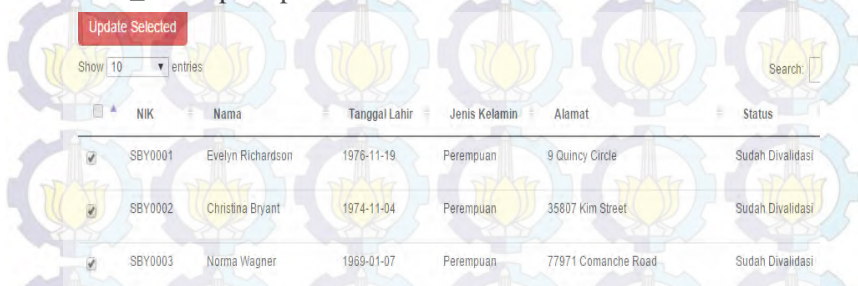 Update Selected
Show 10 entries
Search:
NIK Nama Tanggal Lahir Jenis Kelamin Alamat Status
SBY0001 Evelyn Richardson 1976-11-19 Perempuan 9 Quincy Circle Sudah Divalidasi
SBY0002 Christina Bryant 1974-11-04 Perempuan 35807 Kim Street Sudah Divalidasi
SBY0003 Norma Wagner 1969-01-07 Perempuan 77971 Comanche Road Sudah Divalidasi